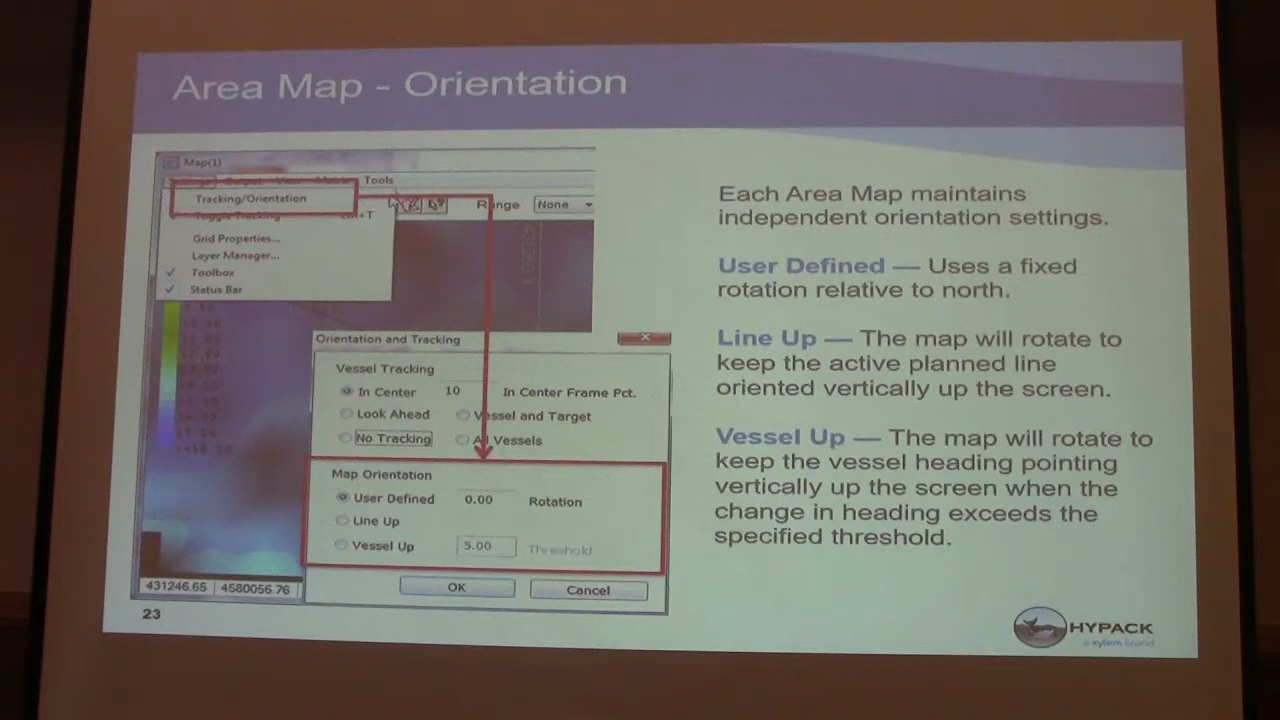 Area Map - Orientation
Map(1)
Tools
Tracking/Orientation
Toggle Tracking
Range None
Grid Properties...
Layer Manager...
Toolbox
Status Bar
Orientation and Tracking
Vessel Tracking
In Center 10 In Center Frame Pct.
Look Ahead Vessel and Target
No Tracking All Vessels
Map Orientation
User Defined 0.00 Rotation
Line Up
Vessel Up 5.00 Threshold
OK Cancel
431246.65 4580056.76
Each Area Map maintains
independent orientation settings.
User Defined — Uses a fixed
rotation relative to north.
Line Up — The map will rotate to
keep the active planned line
oriented vertically up the screen.
Vessel Up — The map will rotate to
keep the vessel heading pointing
vertically up the screen when the
change in heading exceeds the
specified threshold.
23
HYPACK
a xylem brand